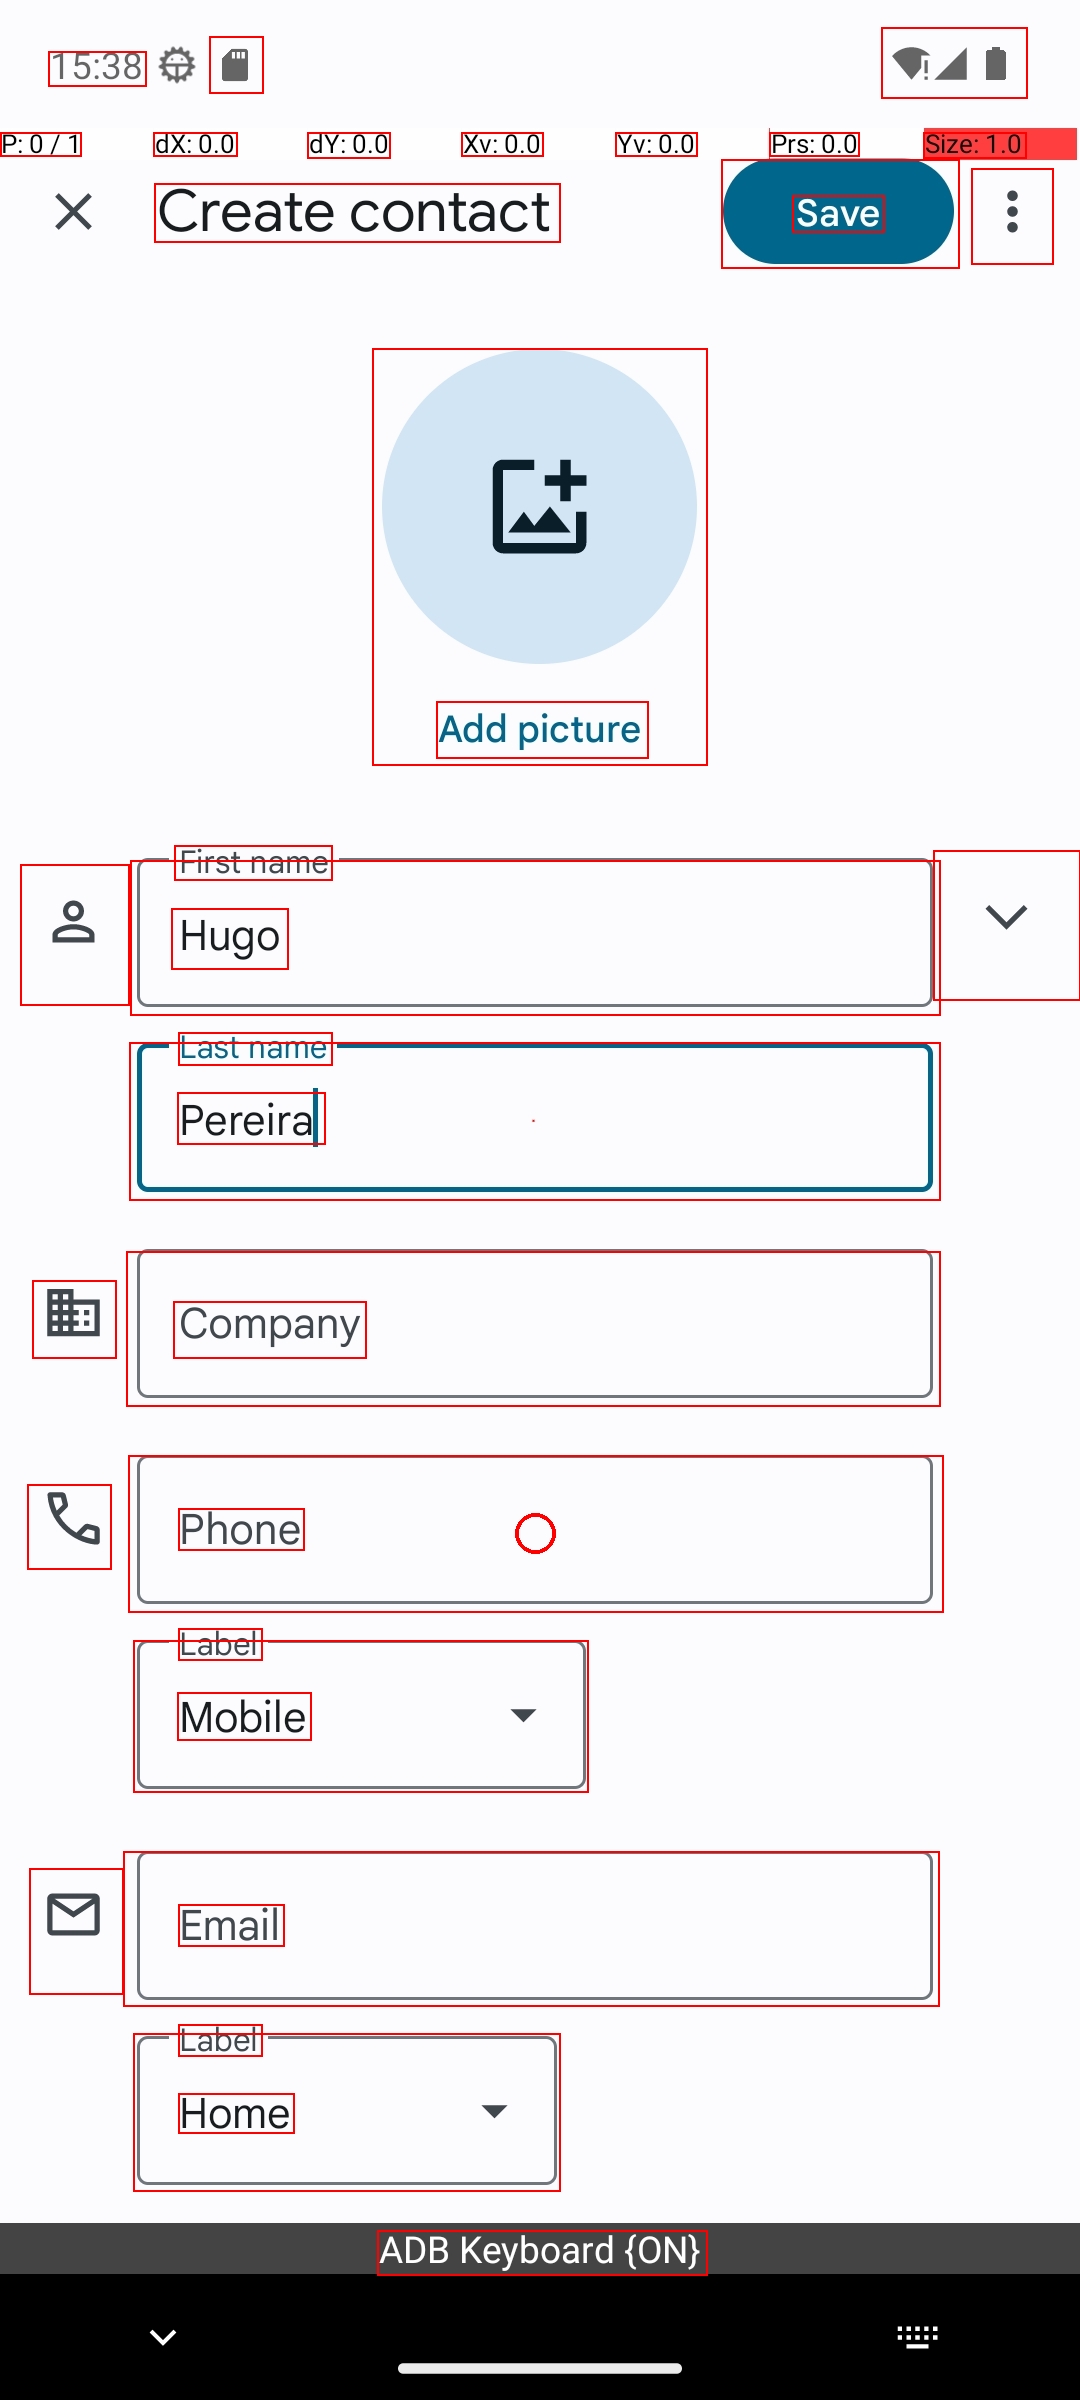 15:38
P: 0 / 1 dX: 0.0 dY: 0.0 Xv: 0.0 Yv: 0.0 Prs: 0.0 Size: 1.0
Create contact Save
Add picture
First name
Hugo
Last name
Pereira
Company
Phone
Label
Mobile
Email
Label
Home
ADB Keyboard {ON}